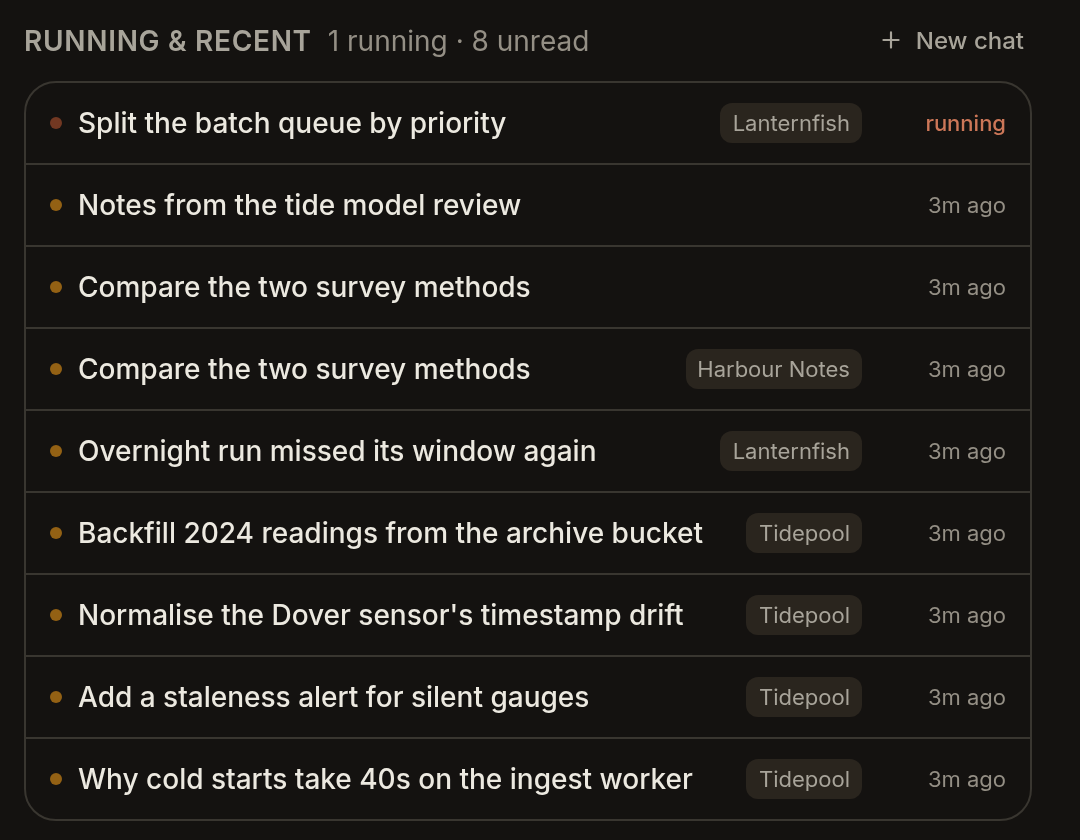 RUNNING & RECENT 1 running · 8 unread + New chat
Split the batch queue by priority Lanternfish running
Notes from the tide model review 3m ago
Compare the two survey methods 3m ago
Compare the two survey methods Harbour Notes 3m ago
Overnight run missed its window again Lanternfish 3m ago
Backfill 2024 readings from the archive bucket Tidepool 3m ago
Normalise the Dover sensor's timestamp drift Tidepool 3m ago
Add a staleness alert for silent gauges Tidepool 3m ago
Why cold starts take 40s on the ingest worker Tidepool 3m ago